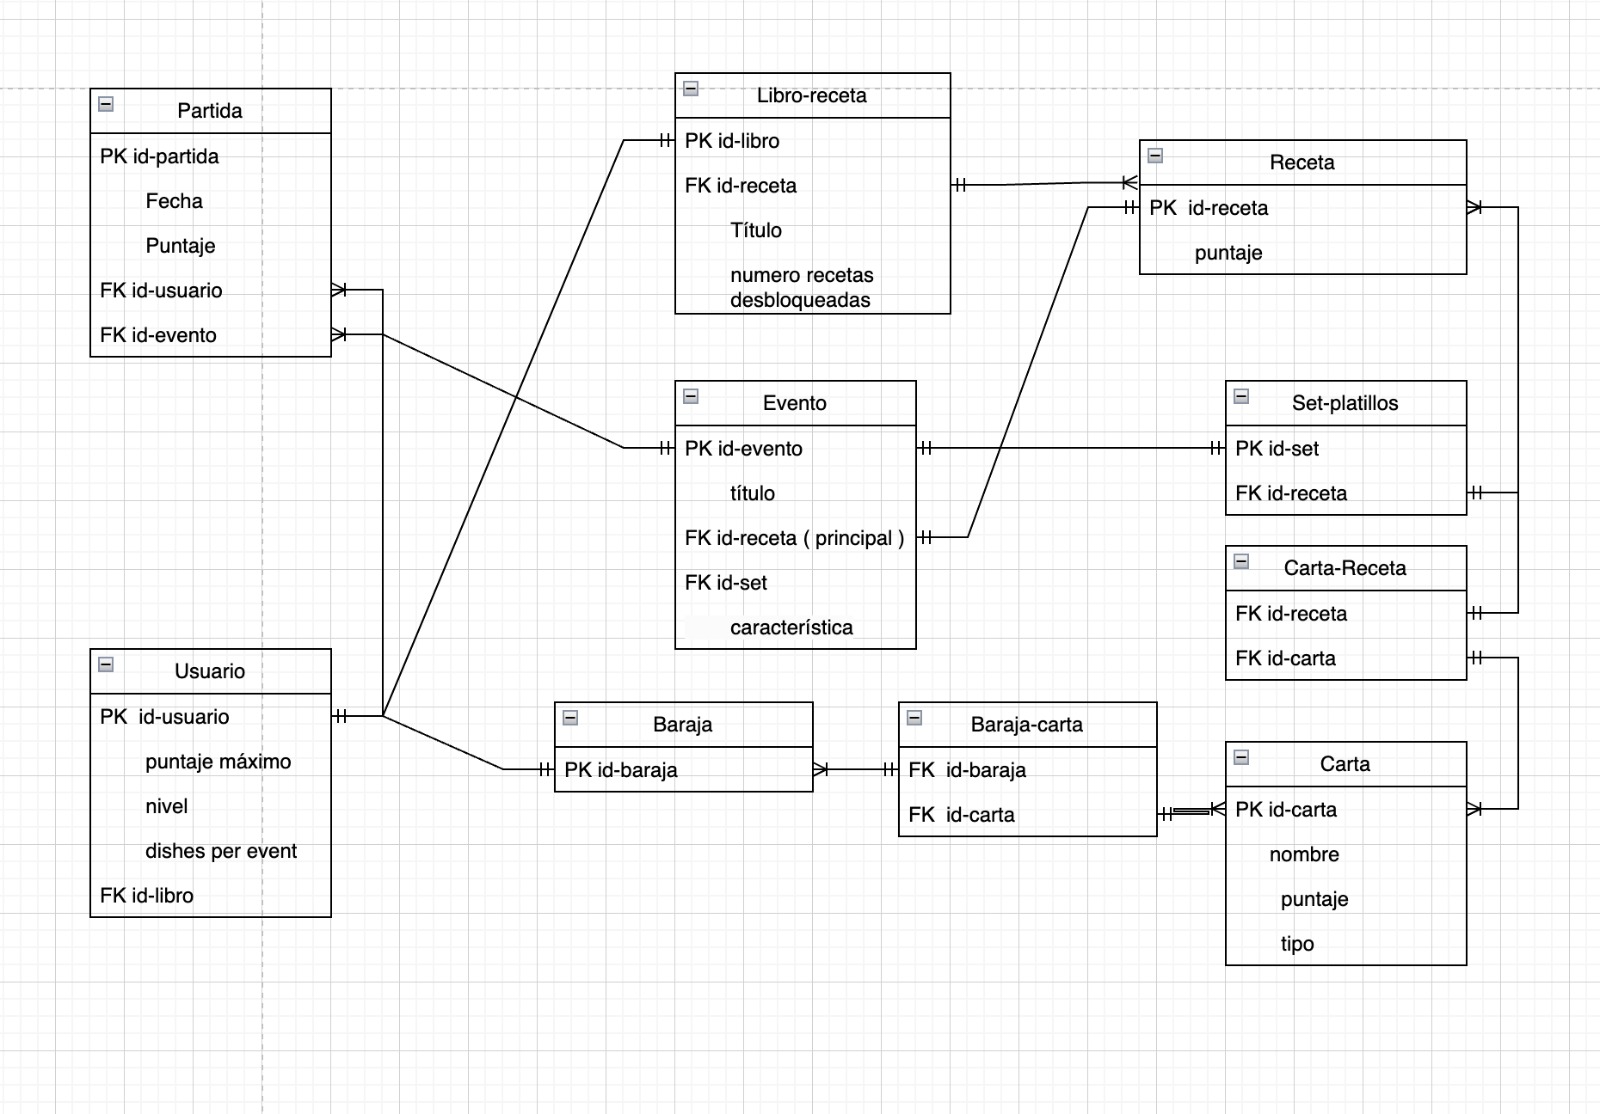 Partida
PK id-partida
Fecha
Puntaje
FK id-usuario
FK id-evento
Libro-receta
PK id-libro
FK id-receta
Título
numero recetas
desbloqueadas
Receta
PK id-receta
puntaje
Evento
PK id-evento
título
FK id-receta ( principal )
FK id-set
característica
Set-platillos
PK id-set
FK id-receta
Carta-Receta
FK id-receta
FK id-carta
Usuario
PK id-usuario
puntaje máximo
nivel
dishes per event
FK id-libro
Baraja
PK id-baraja
Baraja-carta
FK id-baraja
FK id-carta
Carta
PK id-carta
nombre
puntaje
tipo